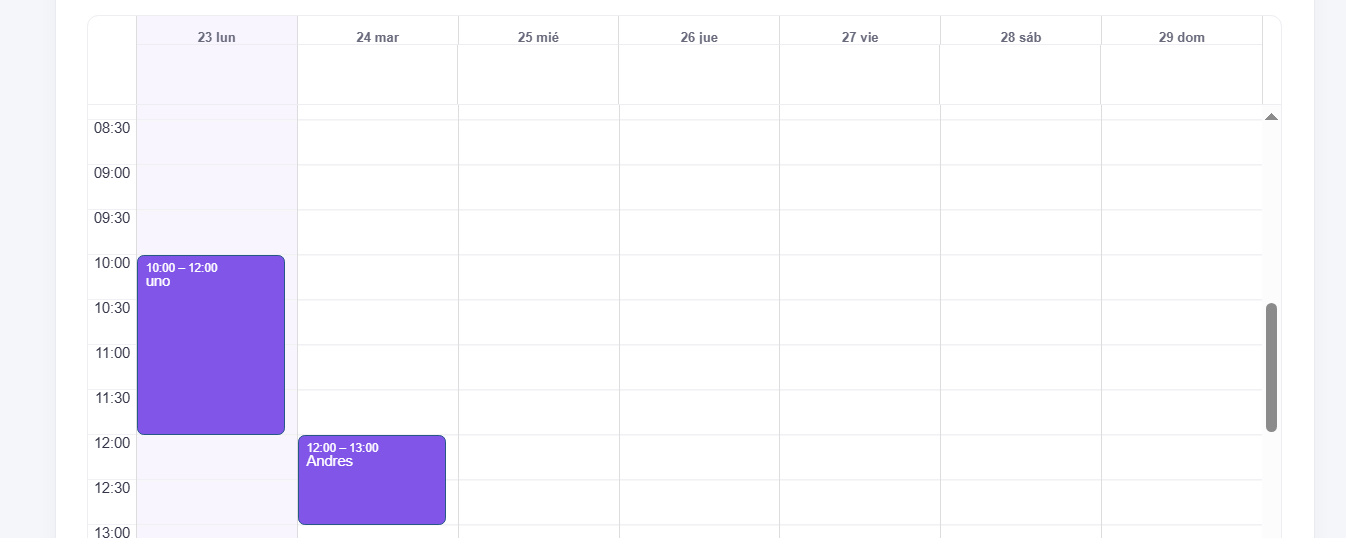 23 lun
24 mar
25 mié
26 jue
27 vie
28 sáb
29 dom
08:30
09:00
09:30
10:00
10:00 – 12:00
uno
10:30
11:00
11:30
12:00
12:00 – 13:00
Andres
12:30
13:00